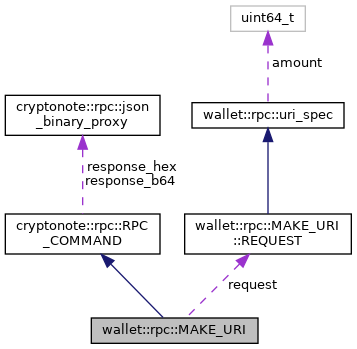 uint64_t
amount
cryptonote::rpc::json
_binary_proxy
wallet::rpc::uri_spec
response_hex
response_b64
cryptonote::rpc::RPC
_COMMAND
wallet::rpc::MAKE_URI
::REQUEST
request
wallet::rpc::MAKE_URI